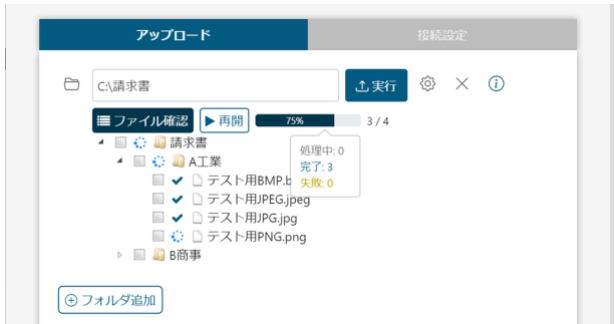 アップロード 接続設定
C:\請求書 実行
ファイル確認 再開 75% 3 / 4
請求書
処理中: 0
A工業
完了: 3
テスト用BMP.b
失敗: 0
テスト用JPEG.jpeg
テスト用JPG.jpg
テスト用PNG.png
B商事
フォルダ追加